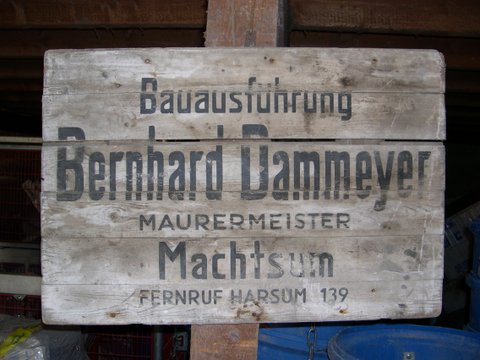 Bauausführung
Bernhard Dammeyer
MAURERMEISTER
Machtsum
FERNRUF HARSUM 139